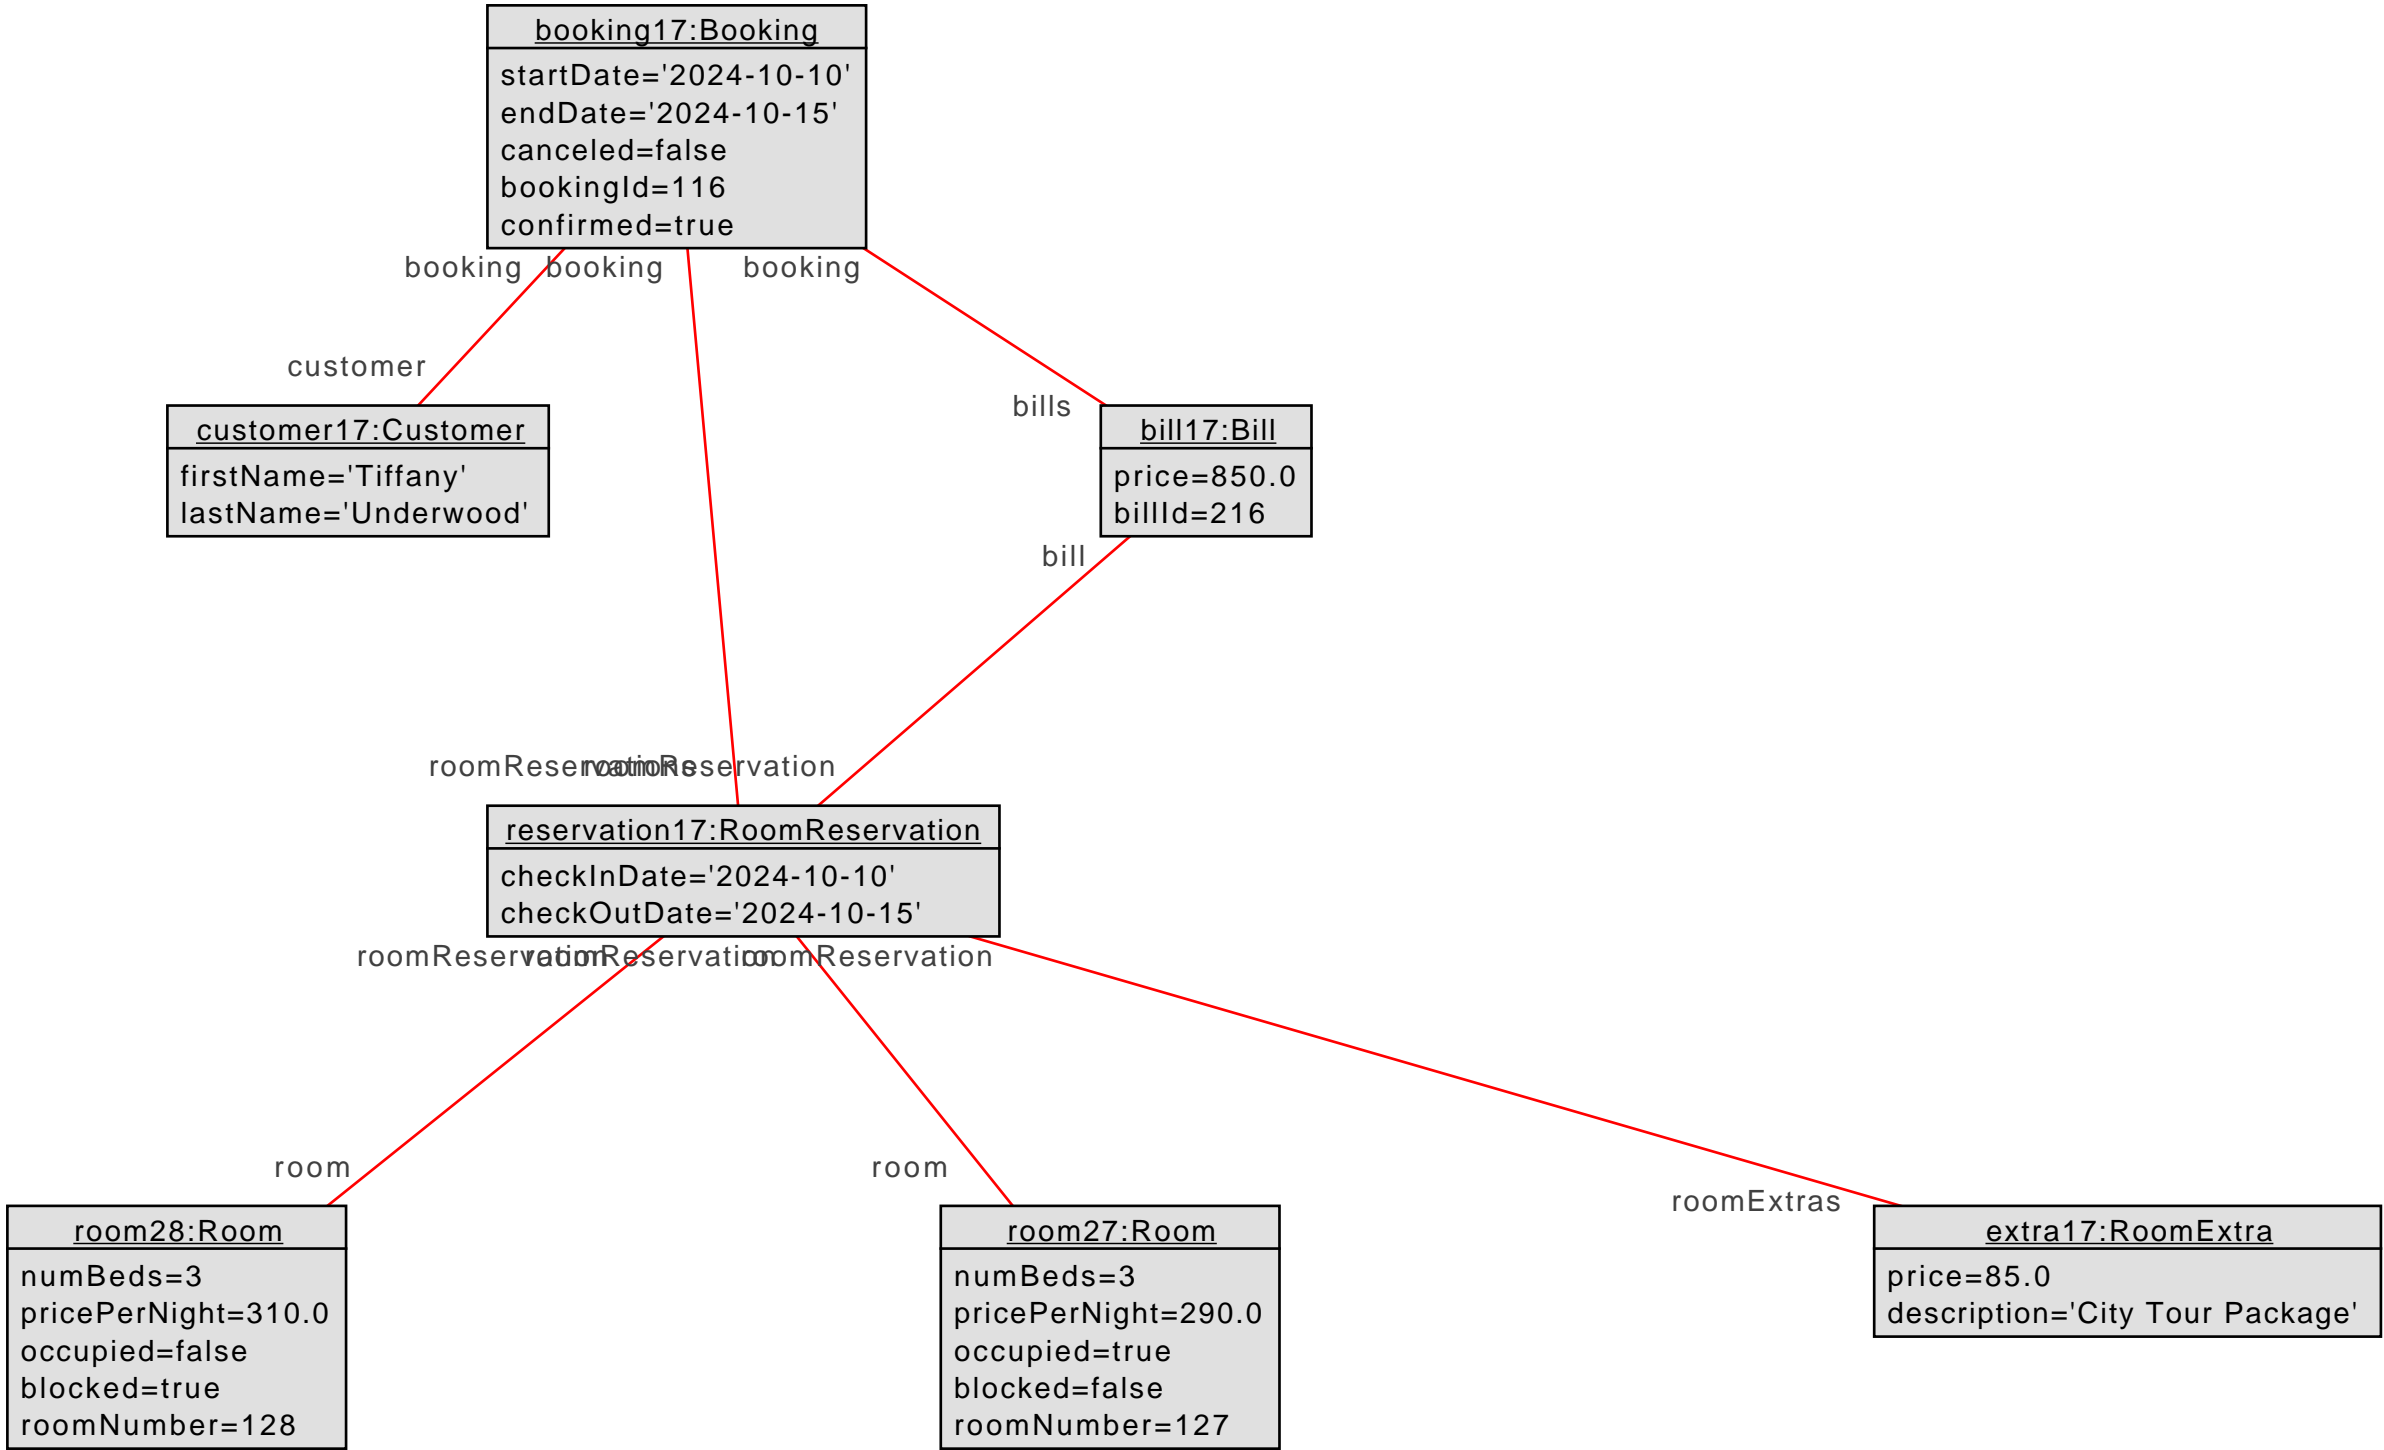 booking17:Booking
startDate='2024-10-10'
endDate='2024-10-15'
canceled=false
bookingId=116
confirmed=true
booking booking booking
customer
bills
customer17:Customer
firstName='Tiffany'
lastName='Underwood'
bill17:Bill
price=850.0
billId=216
bill
roomReservations roomReservation
reservation17:RoomReservation
checkInDate='2024-10-10'
checkOutDate='2024-10-15'
roomReservation roomReservation roomReservation
room
room
roomExtras
room28:Room
numBeds=3
pricePerNight=310.0
occupied=false
blocked=true
roomNumber=128
room27:Room
numBeds=3
pricePerNight=290.0
occupied=true
blocked=false
roomNumber=127
extra17:RoomExtra
price=85.0
description='City Tour Package'